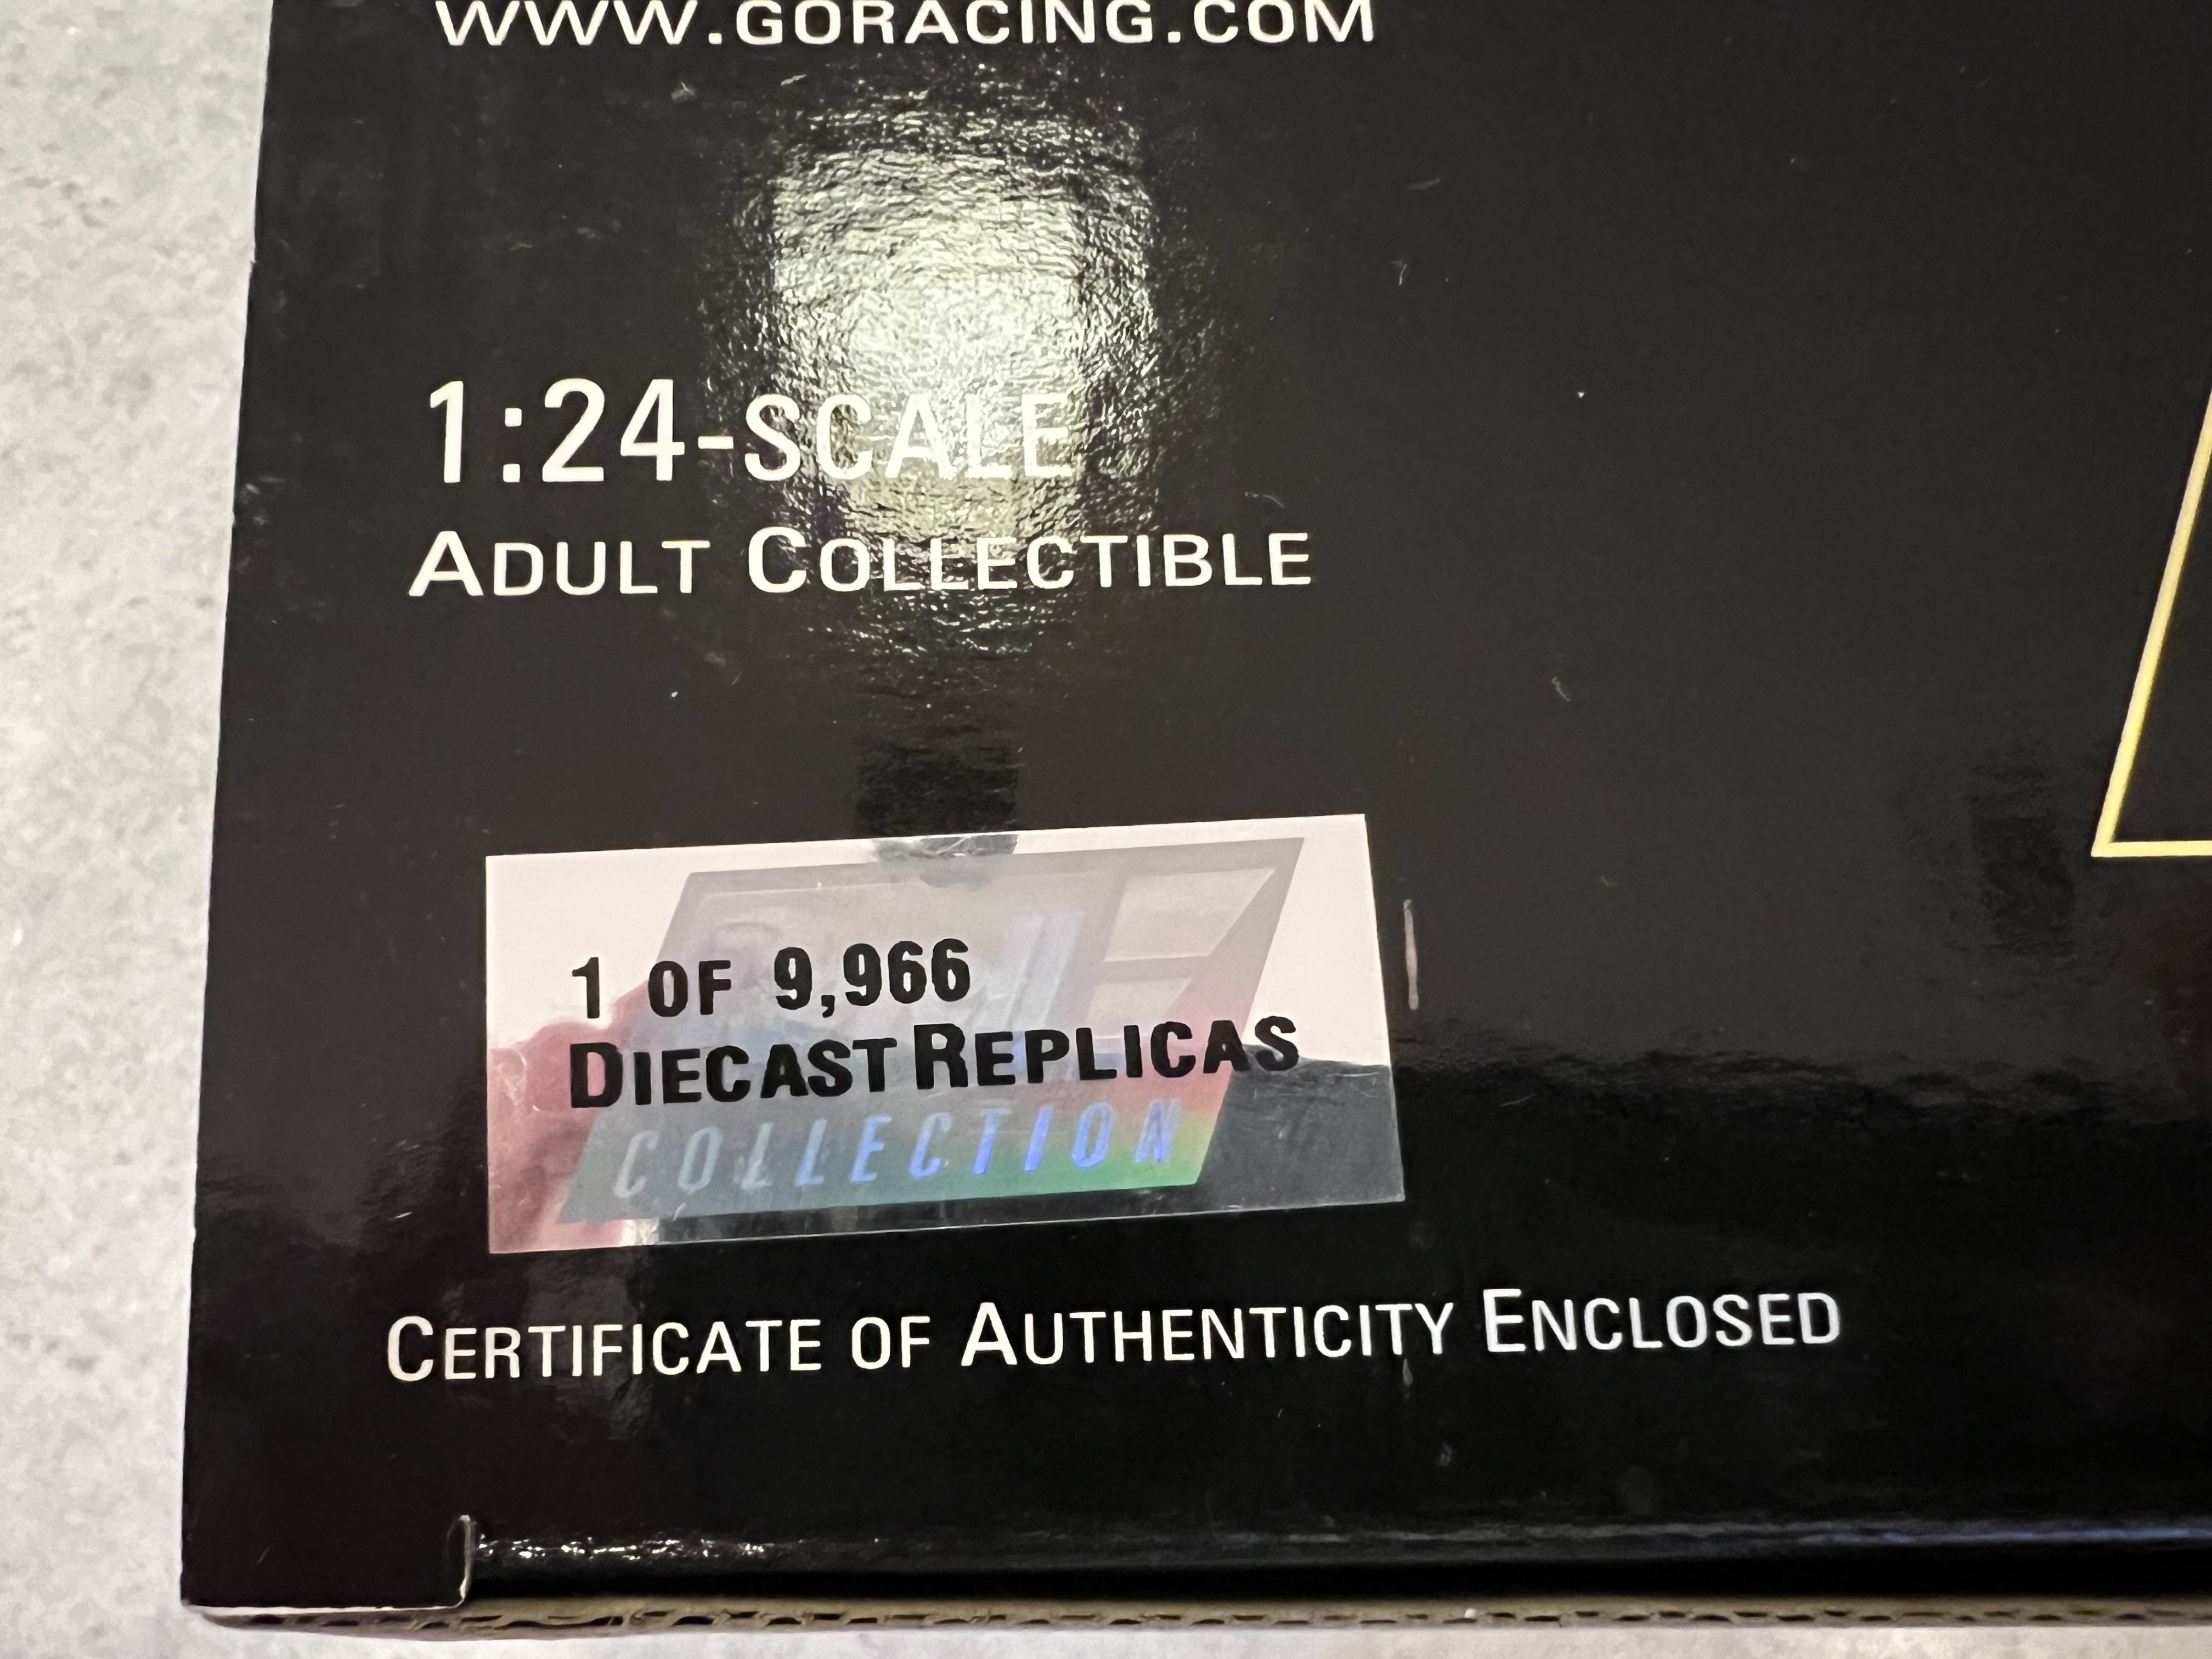 WWW.GORACING.COM
1:24-SCALE
ADULT COLLECTIBLE
1 OF 9,966
DIECAST REPLICAS
COLLECTION
CERTIFICATE OF AUTHENTICITY ENCLOSED